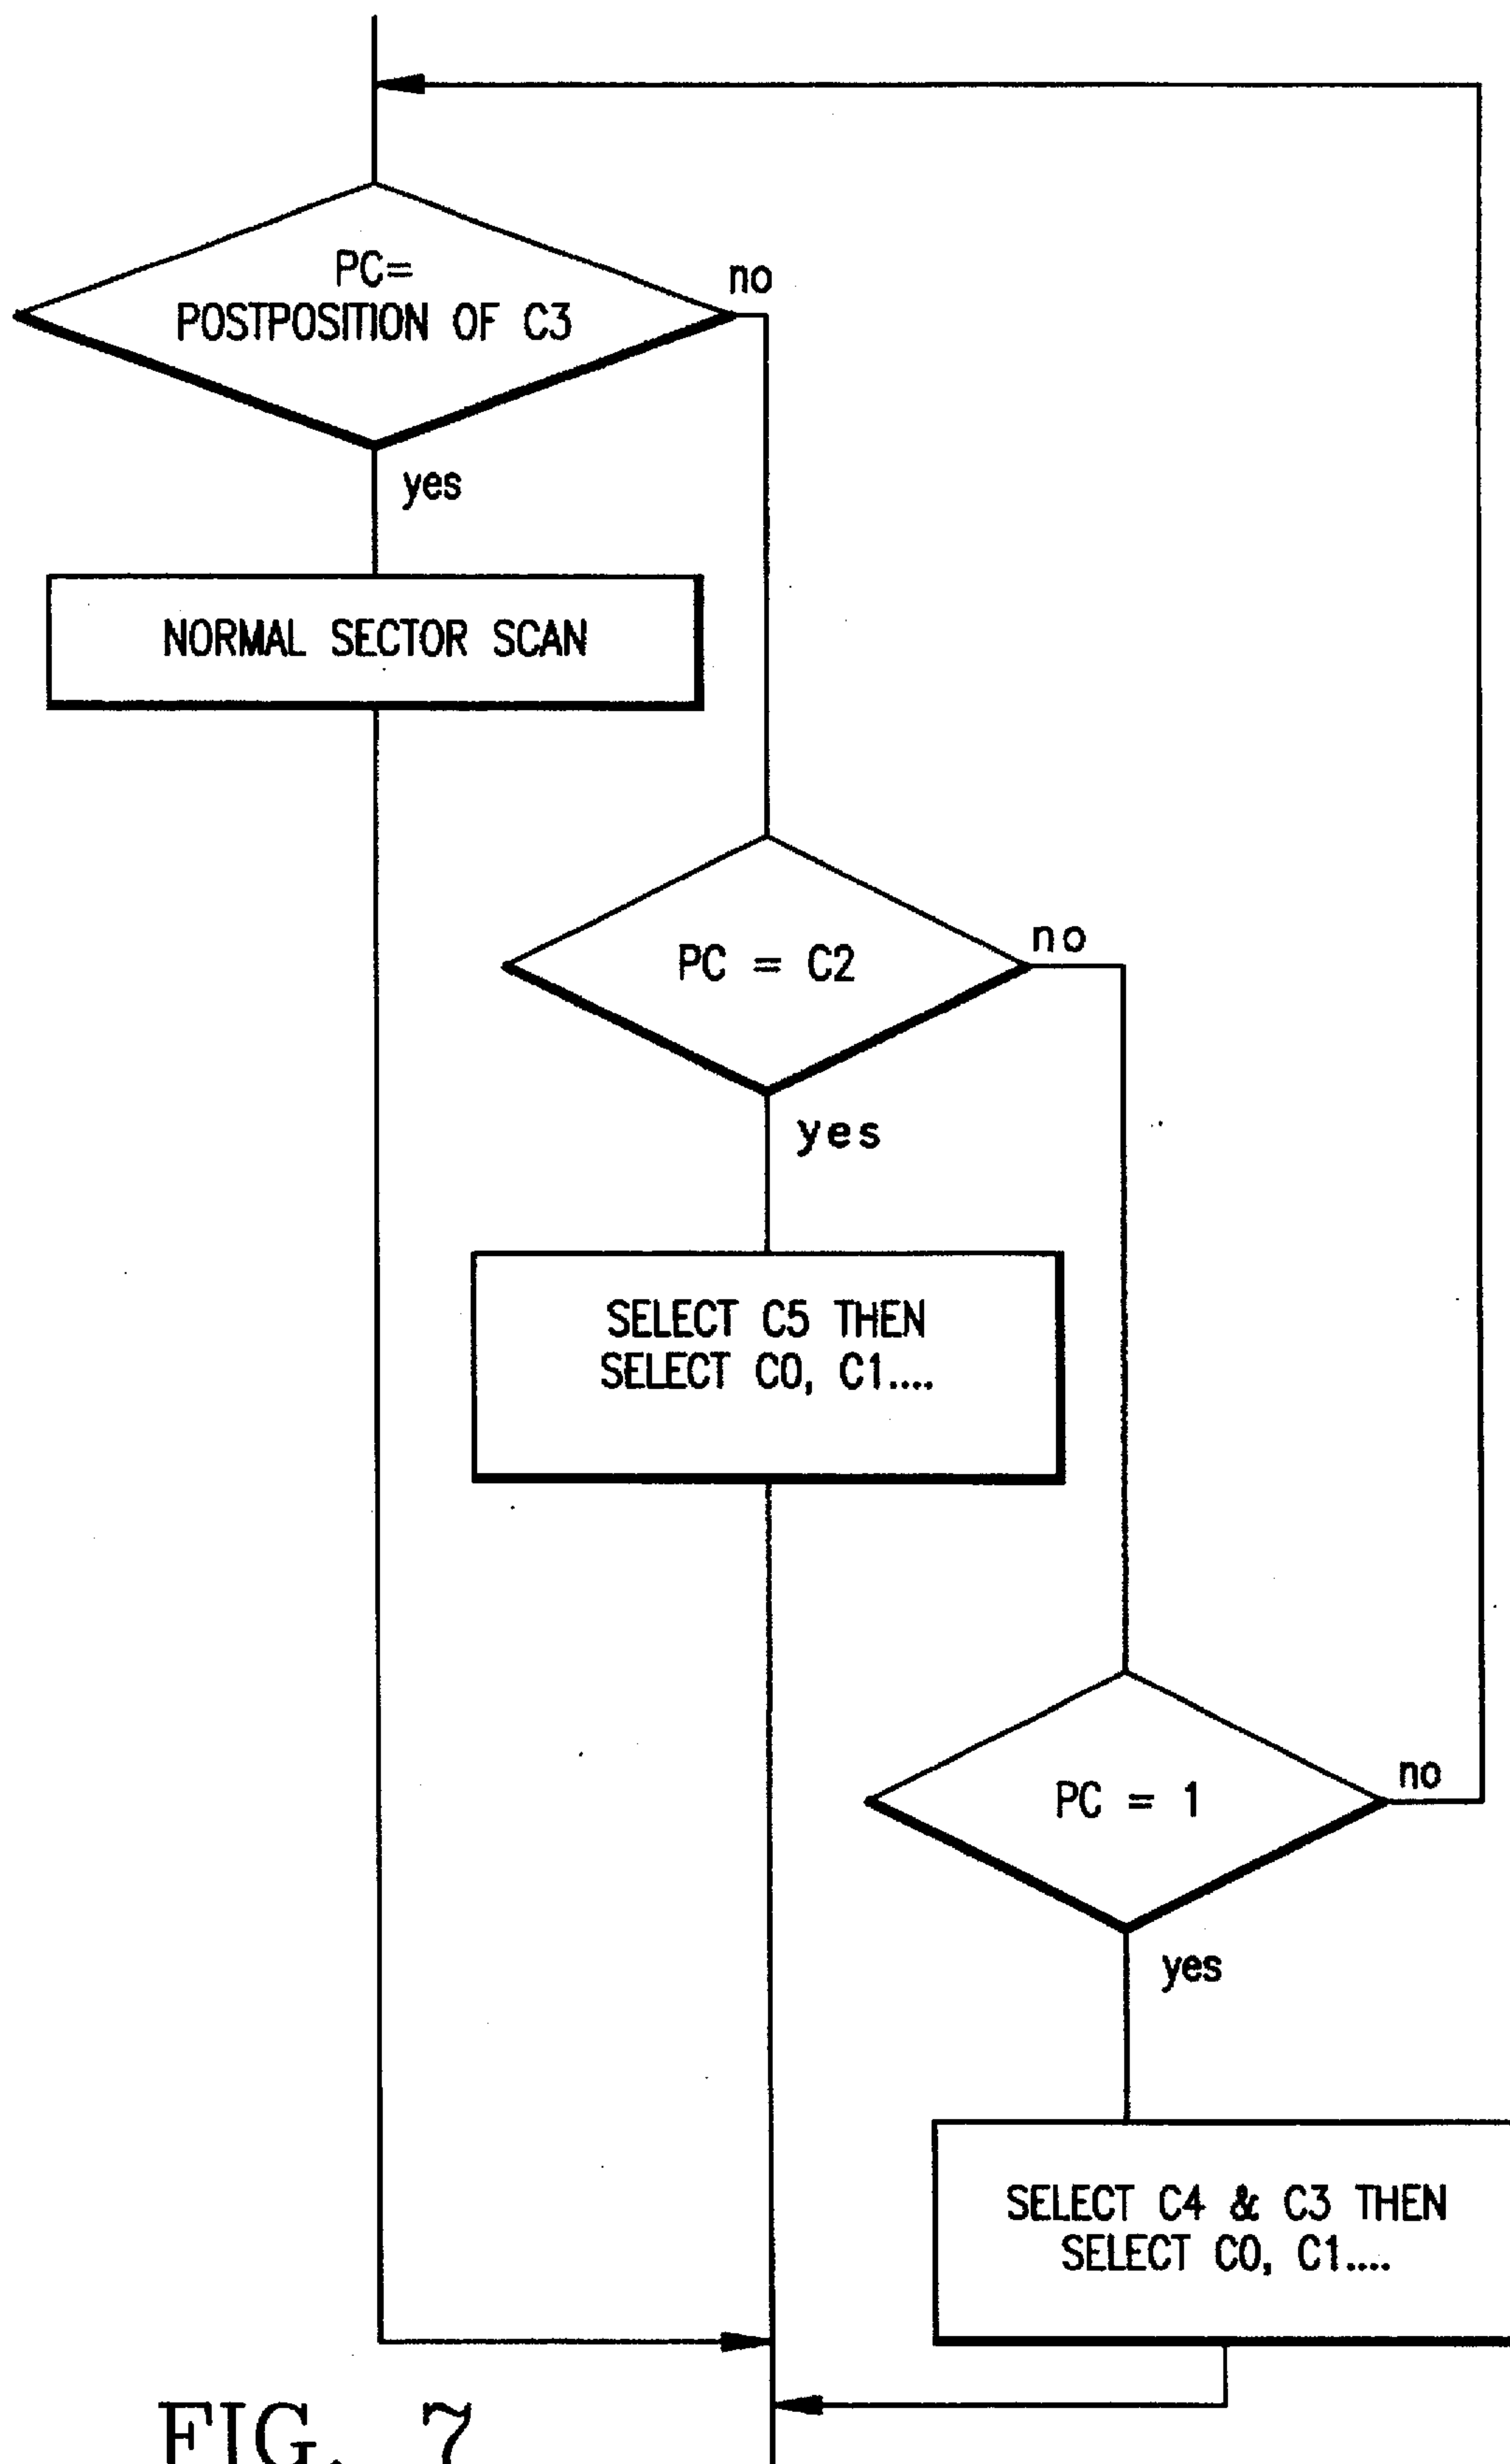 PC=
POSTPOSITION OF C3
no
yes
NORMAL SECTOR SCAN
PC = C2
no
yes
SELECT C5 THEN
SELECT C0, C1....
PC = 1
no
yes
SELECT C4 & C3 THEN
SELECT C0, C1....
FIG. 7